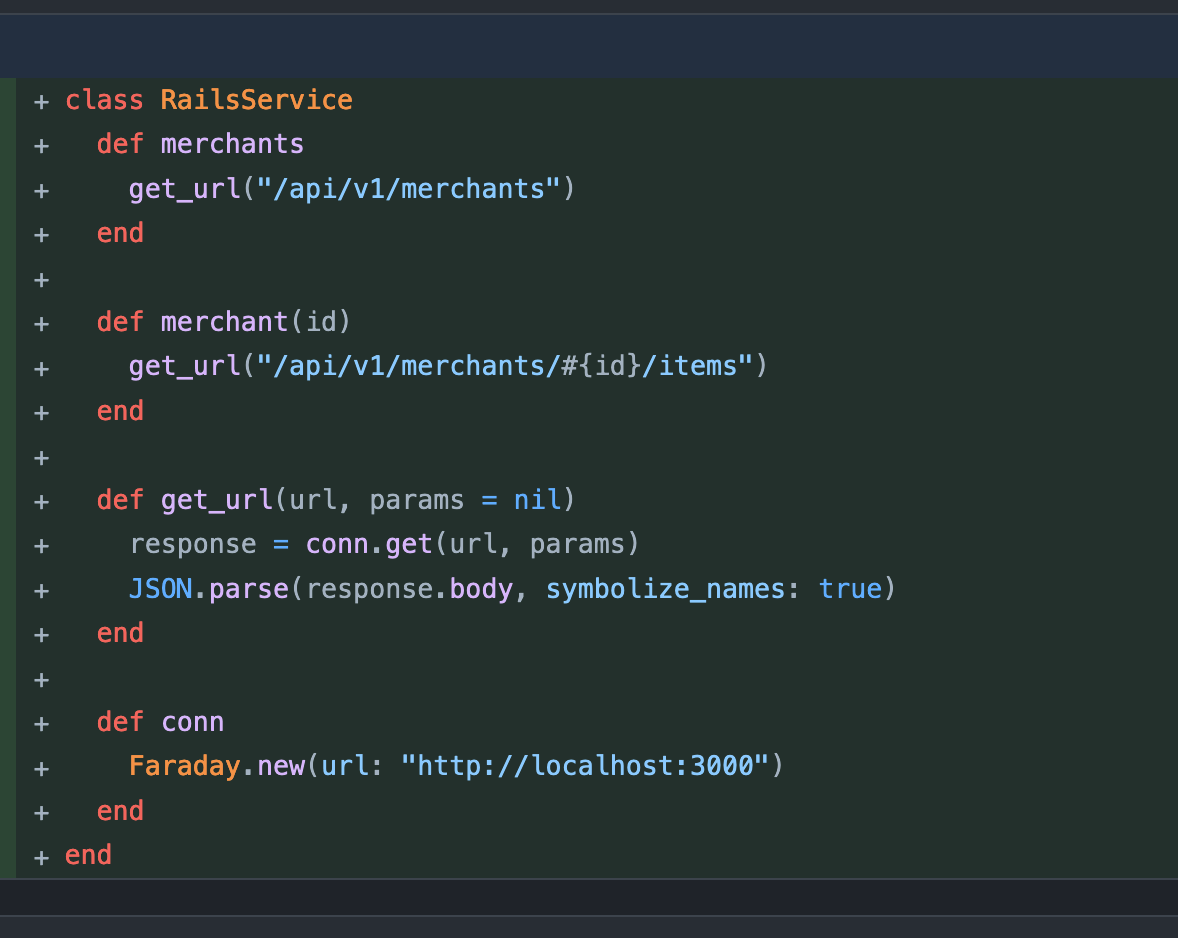 + class RailsService
+   def merchants
+     get_url("/api/v1/merchants")
+   end
+
+   def merchant(id)
+     get_url("/api/v1/merchants/#{id}/items")
+   end
+
+   def get_url(url, params = nil)
+     response = conn.get(url, params)
+     JSON.parse(response.body, symbolize_names: true)
+   end
+
+   def conn
+     Faraday.new(url: "http://localhost:3000")
+   end
+ end